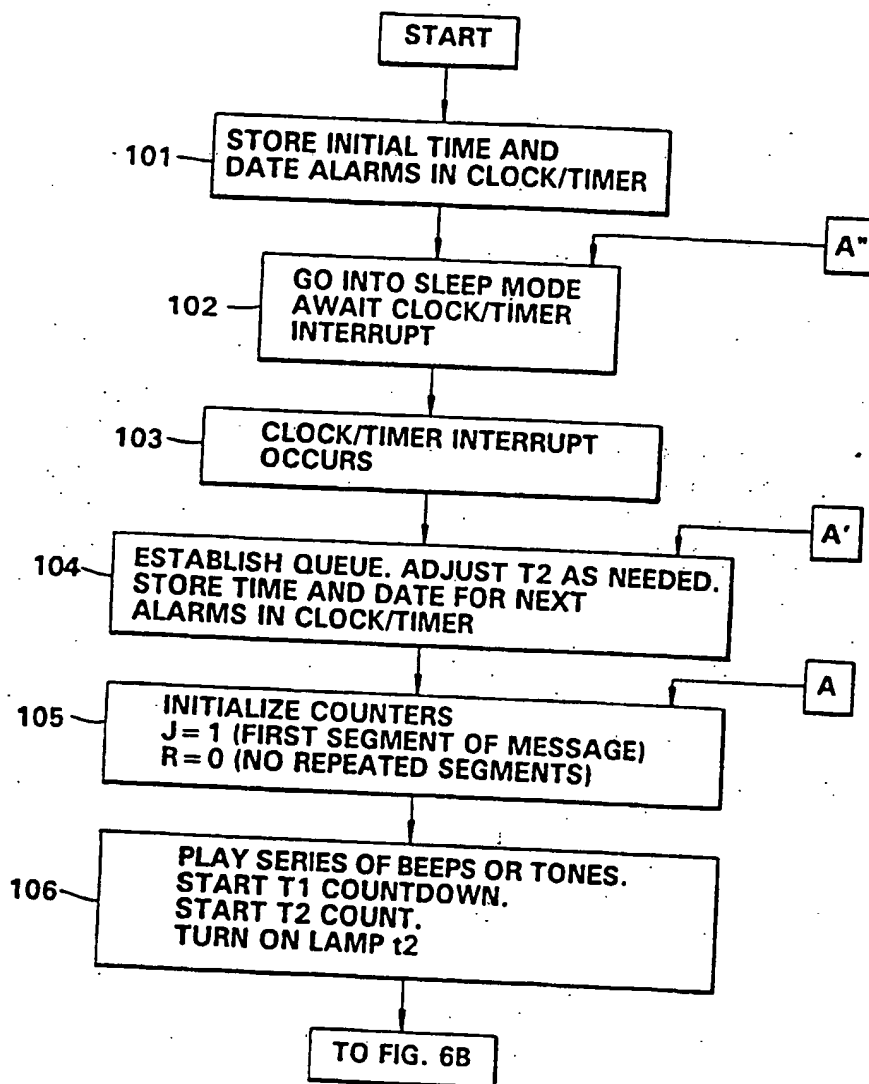 START
101
STORE INITIAL TIME AND
DATE ALARMS IN CLOCK/TIMER
A"
102
GO INTO SLEEP MODE
AWAIT CLOCK/TIMER
INTERRUPT
103
CLOCK/TIMER INTERRUPT
OCCURS
A'
104
ESTABLISH QUEUE. ADJUST T2 AS NEEDED.
STORE TIME AND DATE FOR NEXT
ALARMS IN CLOCK/TIMER
A
105
INITIALIZE COUNTERS
J = 1 (FIRST SEGMENT OF MESSAGE)
R = 0 (NO REPEATED SEGMENTS)
106
PLAY SERIES OF BEEPS OR TONES.
START T1 COUNTDOWN.
START T2 COUNT.
TURN ON LAMP t2
TO FIG. 6B